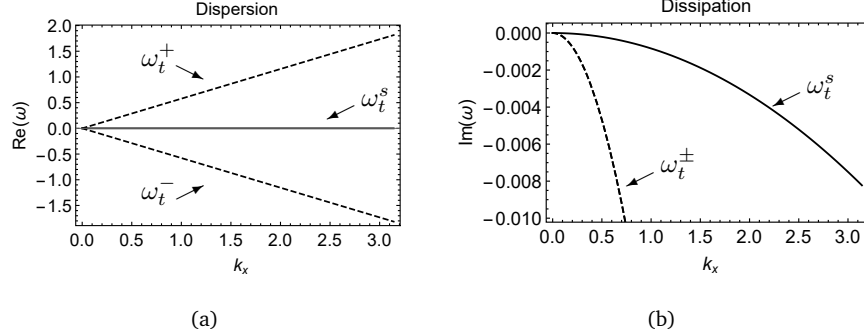 Dispersion
2.0
1.5
1.0
0.5
0.0
−0.5
−1.0
−1.5
Re(ω)
ω_t^+
ω_t^s
ω_t^−
0.0 0.5 1.0 1.5 2.0 2.5 3.0
k_x
(a)
Dissipation
0.000
−0.002
−0.004
−0.006
−0.008
−0.010
Im(ω)
ω_t^s
ω_t^±
0.0 0.5 1.0 1.5 2.0 2.5 3.0
k_x
(b)